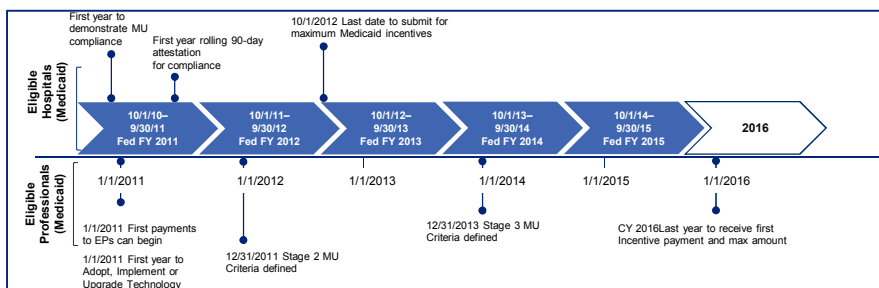 First year to
demonstrate MU
compliance
First year rolling 90-day
attestation
for compliance
10/1/2012 Last date to submit for
maximum Medicaid incentives
Eligible
Hospitals
(Medicaid)
10/1/10–
9/30/11
Fed FY 2011
10/1/11–
9/30/12
Fed FY 2012
10/1/12–
9/30/13
Fed FY 2013
10/1/13–
9/30/14
Fed FY 2014
10/1/14–
9/30/15
Fed FY 2015
2016
Eligible
Professionals
(Medicaid)
1/1/2011
1/1/2012
1/1/2013
1/1/2014
1/1/2015
1/1/2016
1/1/2011 First payments
to EPs can begin
1/1/2011 First year to
Adopt, Implement or
Upgrade Technology
12/31/2011 Stage 2 MU
Criteria defined
12/31/2013 Stage 3 MU
Criteria defined
CY 2016Last year to receive first
Incentive payment and max amount